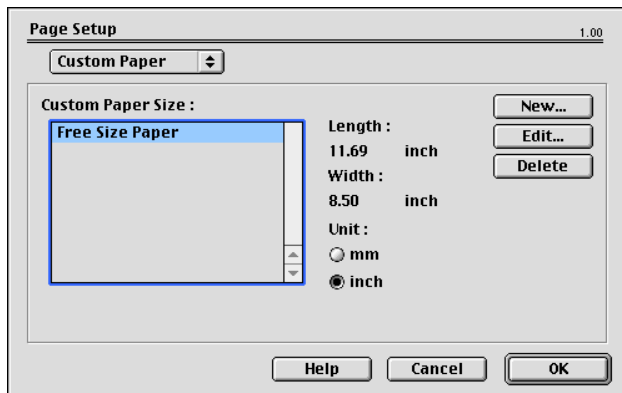 Page Setup
1.00
Custom Paper
Custom Paper Size :
Free Size Paper
Length :
11.69 inch
Width :
8.50 inch
Unit :
mm
inch
New...
Edit...
Delete
Help
Cancel
OK